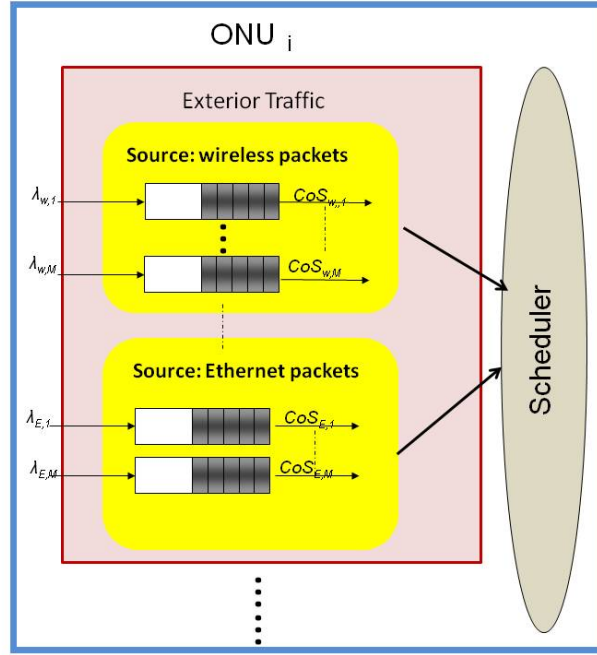 ONU i
Exterior Traffic
Source: wireless packets
λw,1
CoSw,,1
λw,M
CoSw,M
Source: Ethernet packets
λE,1
CoSE,1
λE,M
CoSE,M
Scheduler